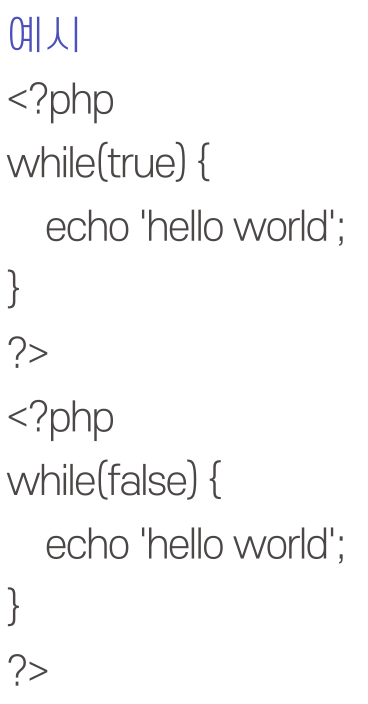 예시
<?php
while(true) {
    echo 'hello world';
}
?>
<?php
while(false) {
    echo 'hello world';
}
?>